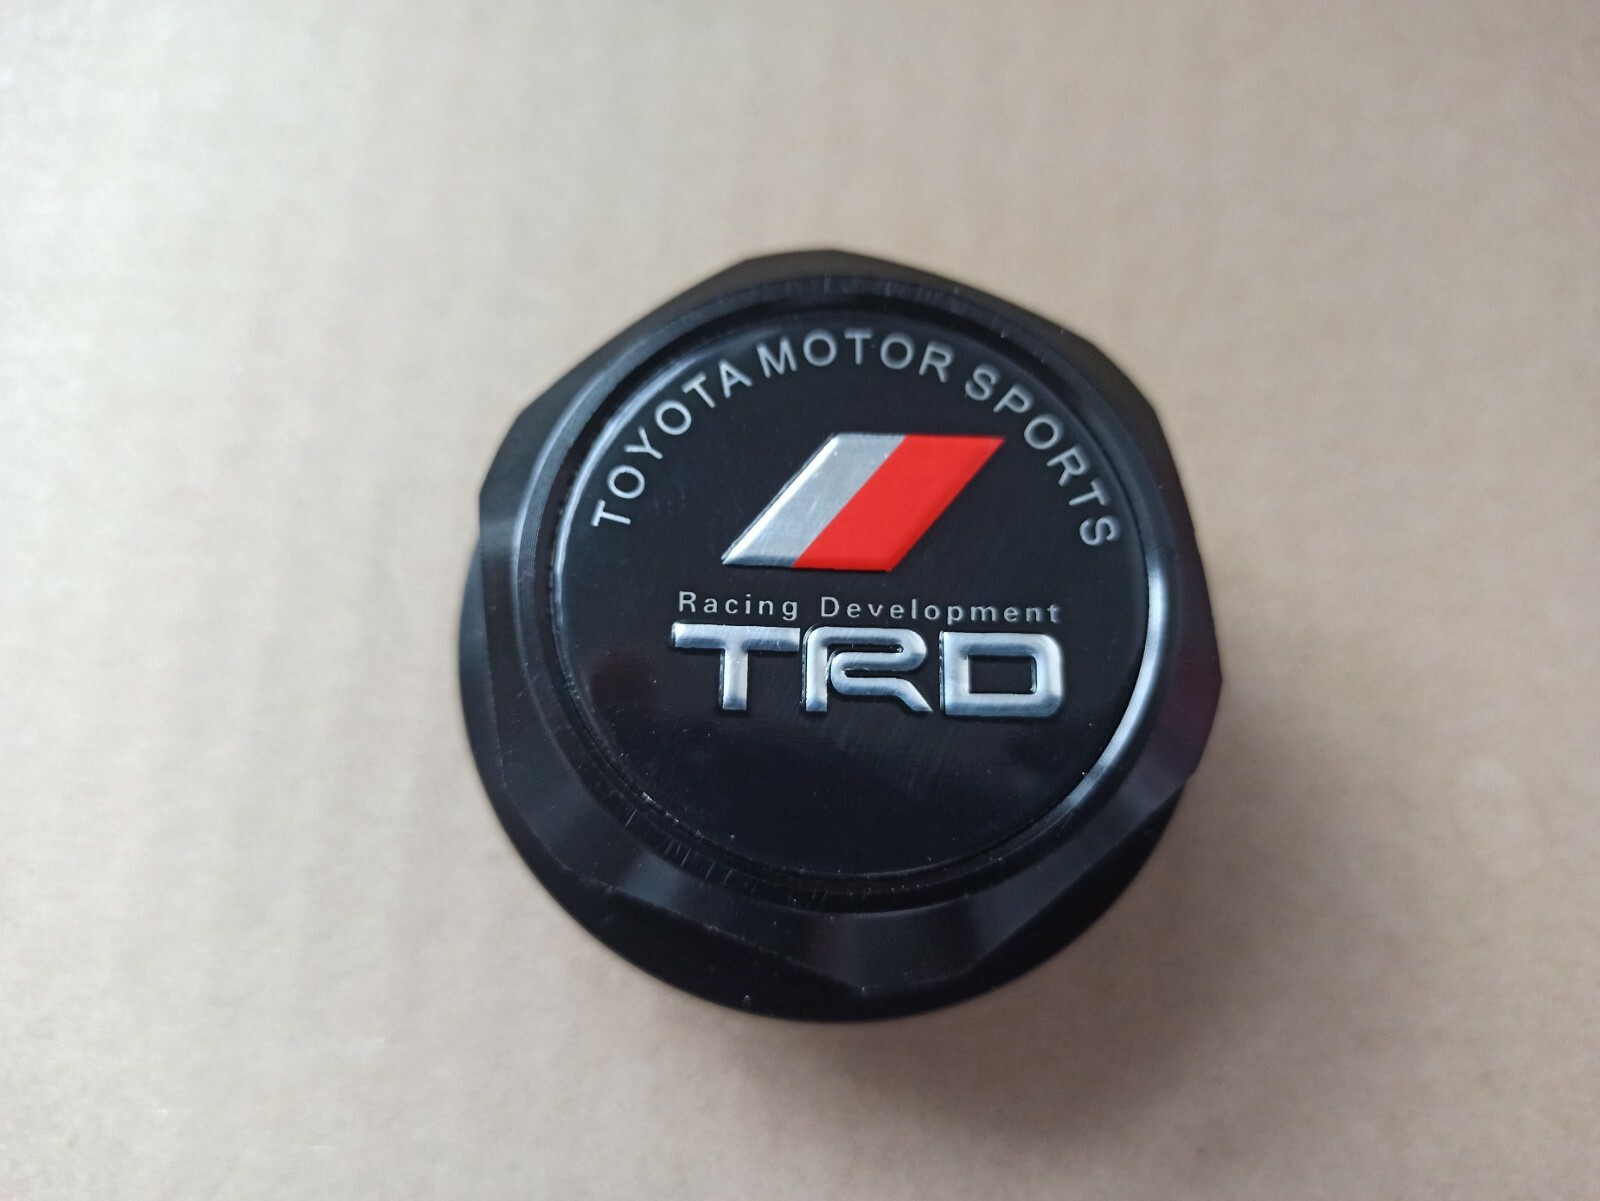 TOYOTA MOTOR SPORTS
Racing Development
TRD